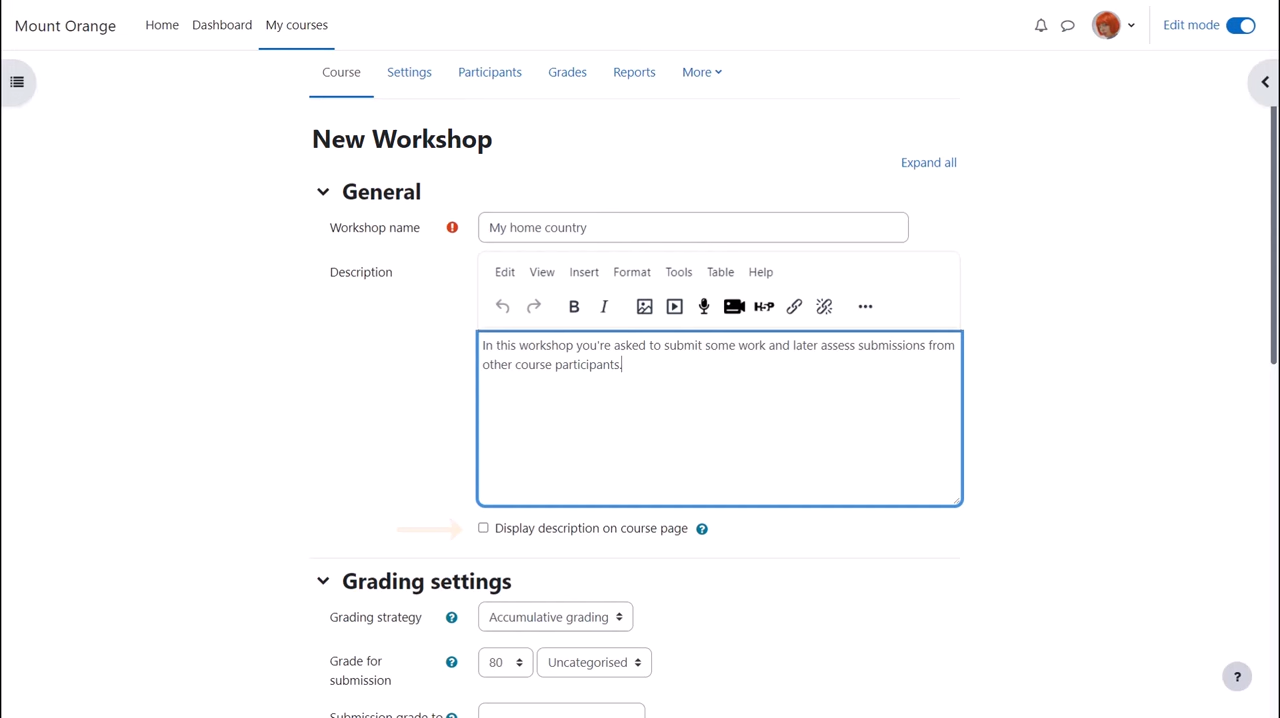 Mount Orange
Home Dashboard My courses
Edit mode
Course Settings Participants Grades Reports More
New Workshop
Expand all
General
Workshop name
My home country
Description
Edit View Insert Format Tools Table Help
B I H-P
In this workshop you're asked to submit some work and later assess submissions from
other course participants.
Display description on course page ?
Grading settings
Grading strategy ? Accumulative grading
Grade for
submission
? 80 Uncategorised
Submission grade to ?
?